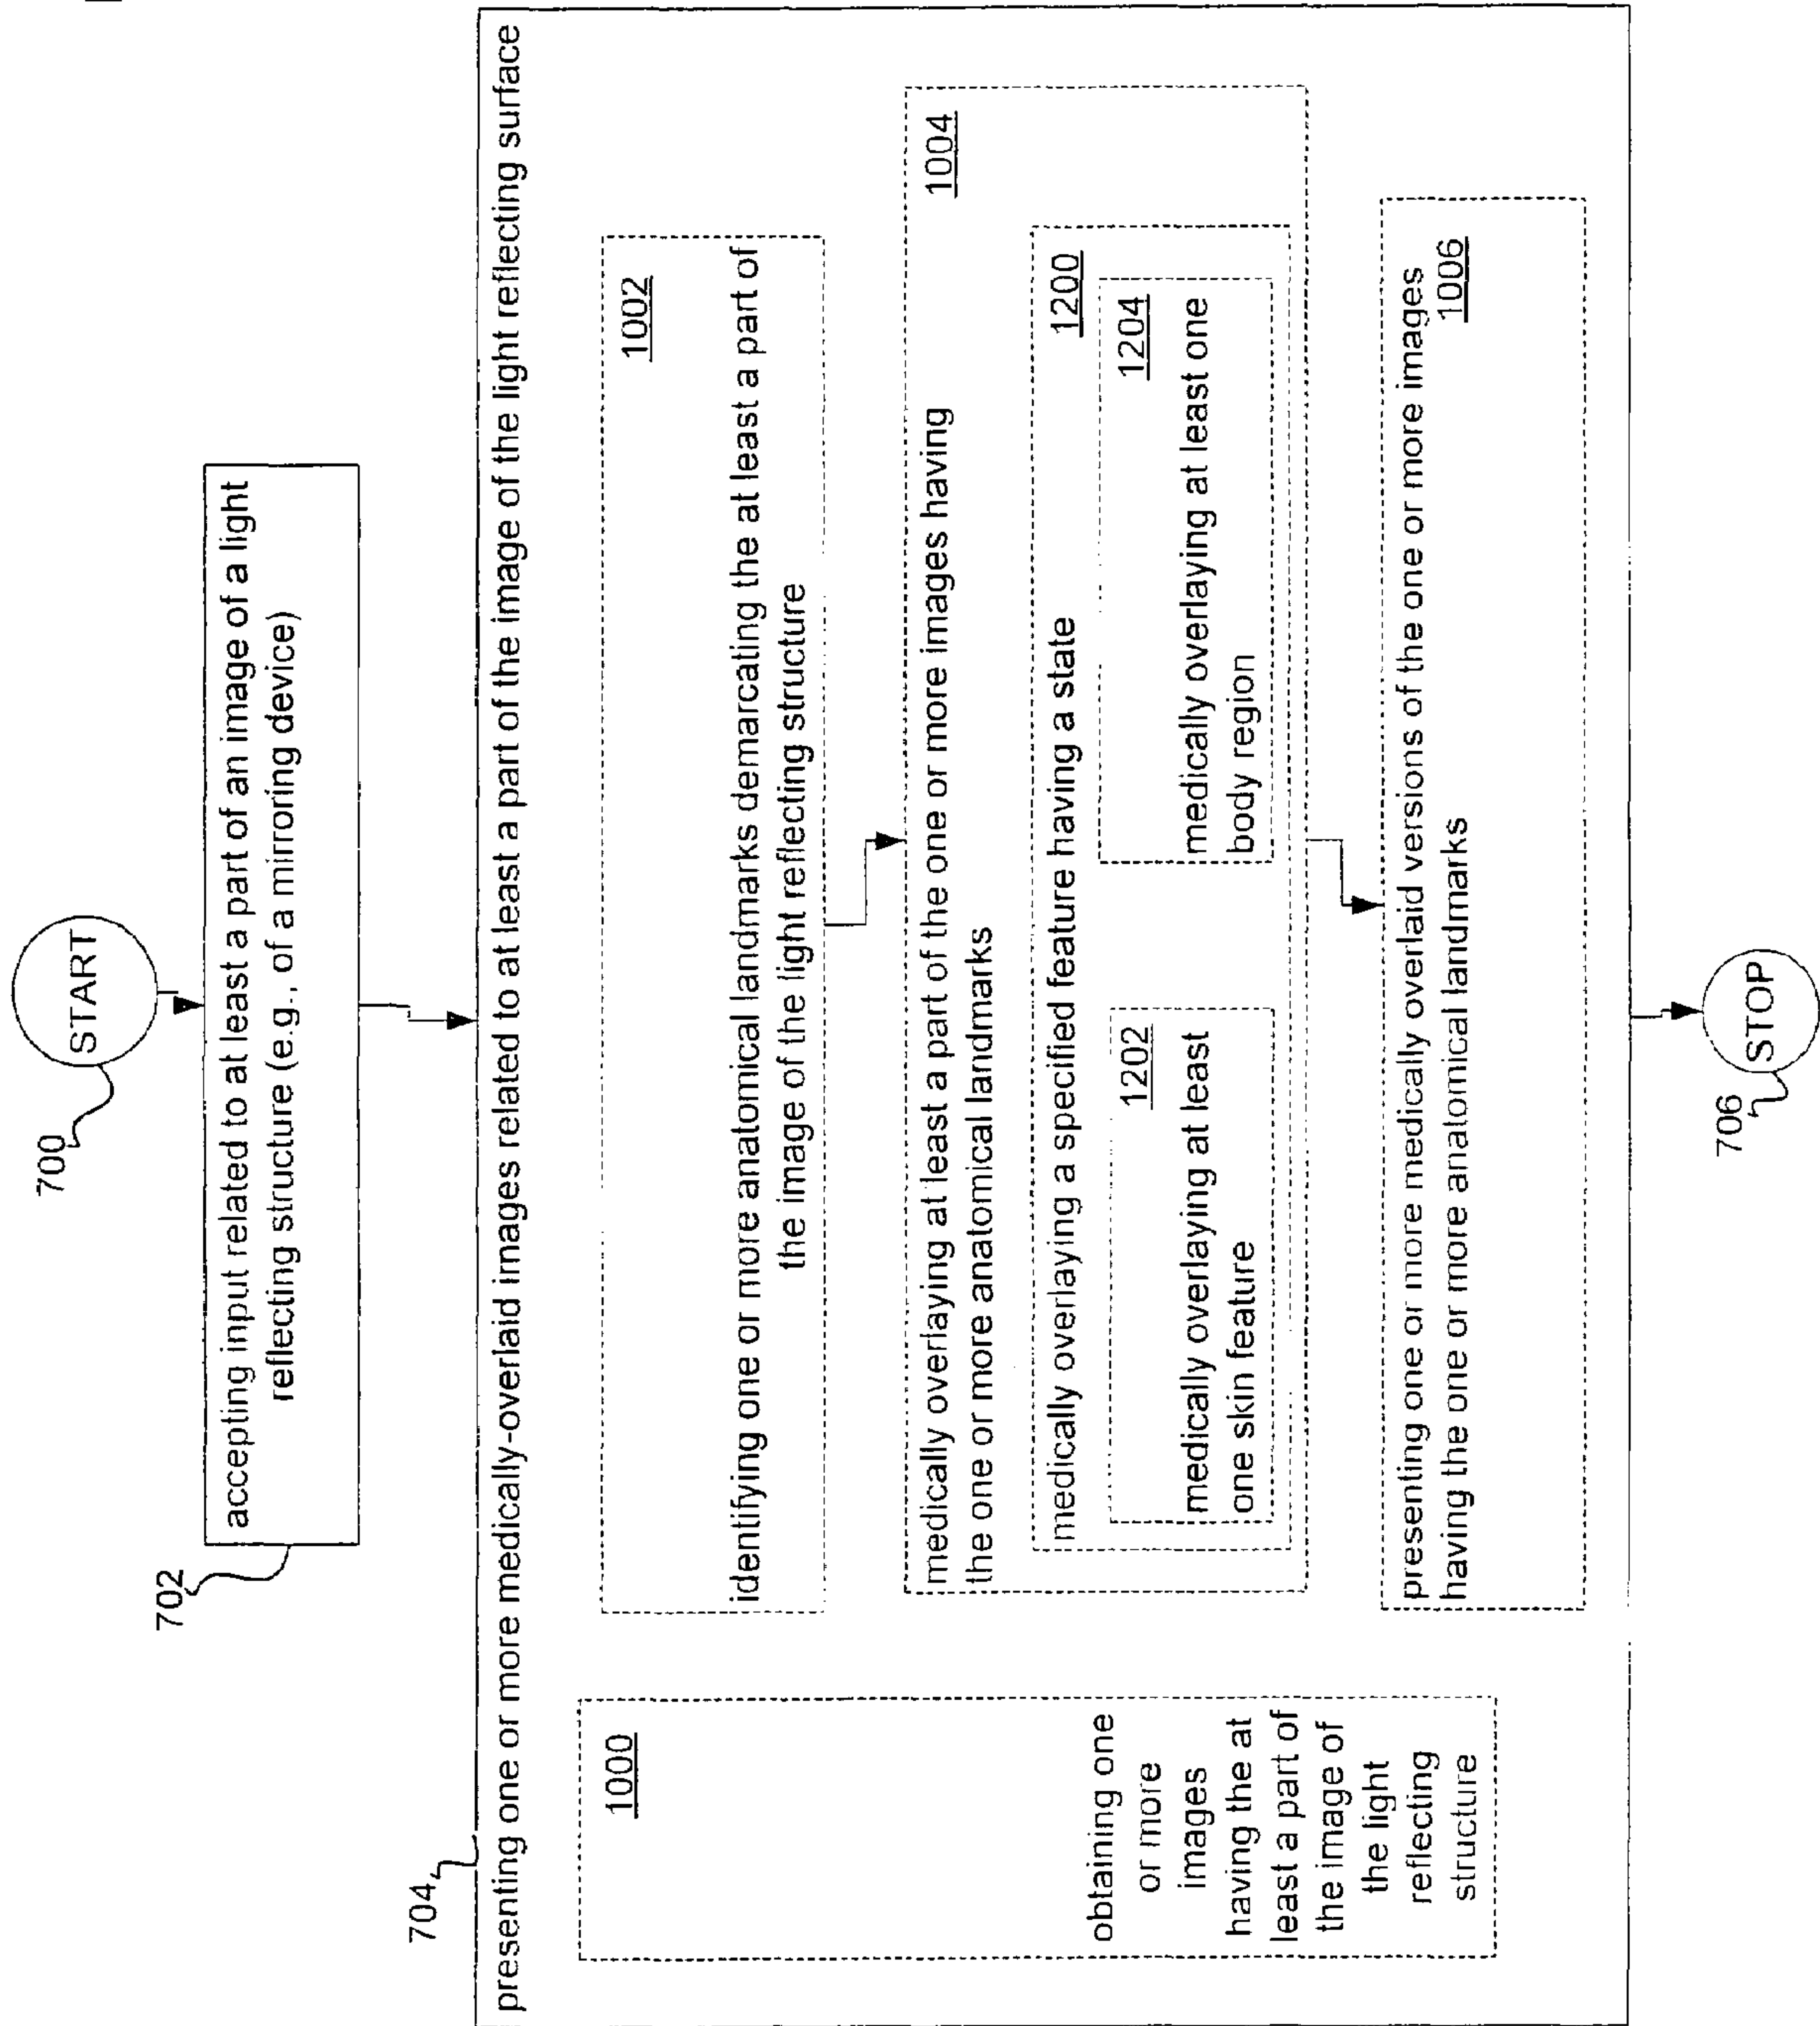 START
700
702
accepting input related to at least a part of an image of a light
reflecting structure (e.g., of a mirroring device)
704
presenting one or more medically-overlaid images related to at least a part of the image of the light reflecting surface
1000
obtaining one
or more
images
having the at
least a part of
the image of
the light
reflecting
structure
1002
identifying one or more anatomical landmarks demarcating the at least a part of
the image of the light reflecting structure
1004
medically overlaying at least a part of the one or more images having
the one or more anatomical landmarks
1200
medically overlaying a specified feature having a state
1202
medically overlaying at least
one skin feature
1204
medically overlaying at least one
body region
presenting one or more medically overlaid versions of the one or more images
having the one or more anatomical landmarks
1006
STOP
706